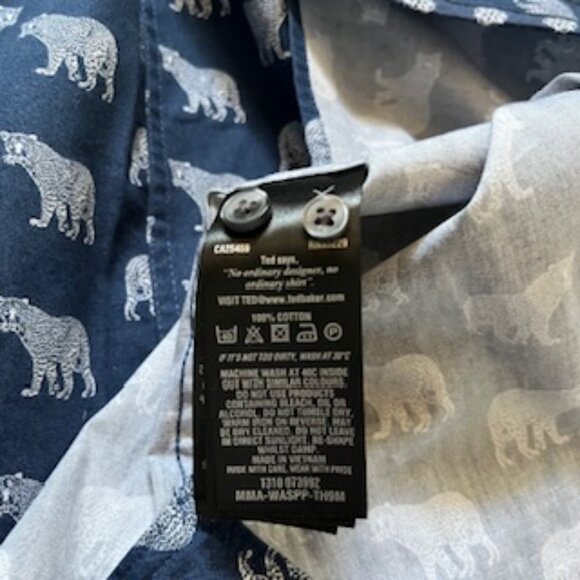 CA25459
Ted says,
"No ordinary designer, no
ordinary shirt".
VISIT TED@www.tedbaker.com
100% COTTON
40
IF IT'S NOT TOO DIRTY, WASH AT 30°C
MACHINE WASH AT 40C INSIDE
OUT WITH SIMILAR COLOURS.
DO NOT USE PRODUCTS
CONTAINING BLEACH, OIL OR
ALCOHOL. DO NOT TUMBLE DRY.
WARM IRON ON REVERSE. MAY
BE DRY CLEANED. DO NOT LEAVE
IN DIRECT SUNLIGHT. RE-SHAPE
WHILST DAMP.
MADE IN VIETNAM
MADE WITH CARE, WEAR WITH PRIDE
1310 073992
MMA-WASPP-TH9M